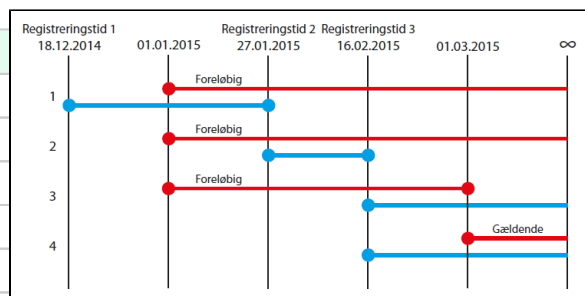 Registreringstid 1
Registreringstid 2
Registreringstid 3
18.12.2014
01.01.2015
27.01.2015
16.02.2015
01.03.2015
∞
Foreløbig
1
Foreløbig
2
Foreløbig
3
Gældende
4